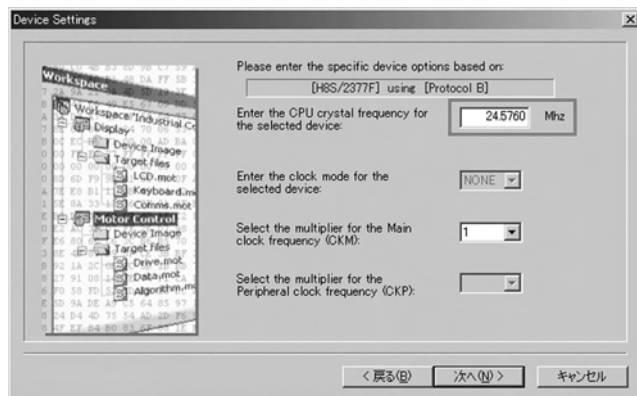 Device Settings
Please enter the specific device options based on:
[H8S/2377F] using [Protocol B]
Enter the CPU crystal frequency for
the selected device:
24.5760 Mhz
Enter the clock mode for the
selected device:
NONE
Select the multiplier for the Main
clock frequency (CKM):
1
Select the multiplier for the
Peripheral clock frequency (CKP):
Workspace
Workspace "Industrial
Display
Device Image
Target files
LCD.mot
Keyboard.m
Comms.mot
Motor Control
Device Image
Target Files
Drive.mot
Data.mot
Algorithm.m
< 戻る(B)
次へ(N) >
キャンセル